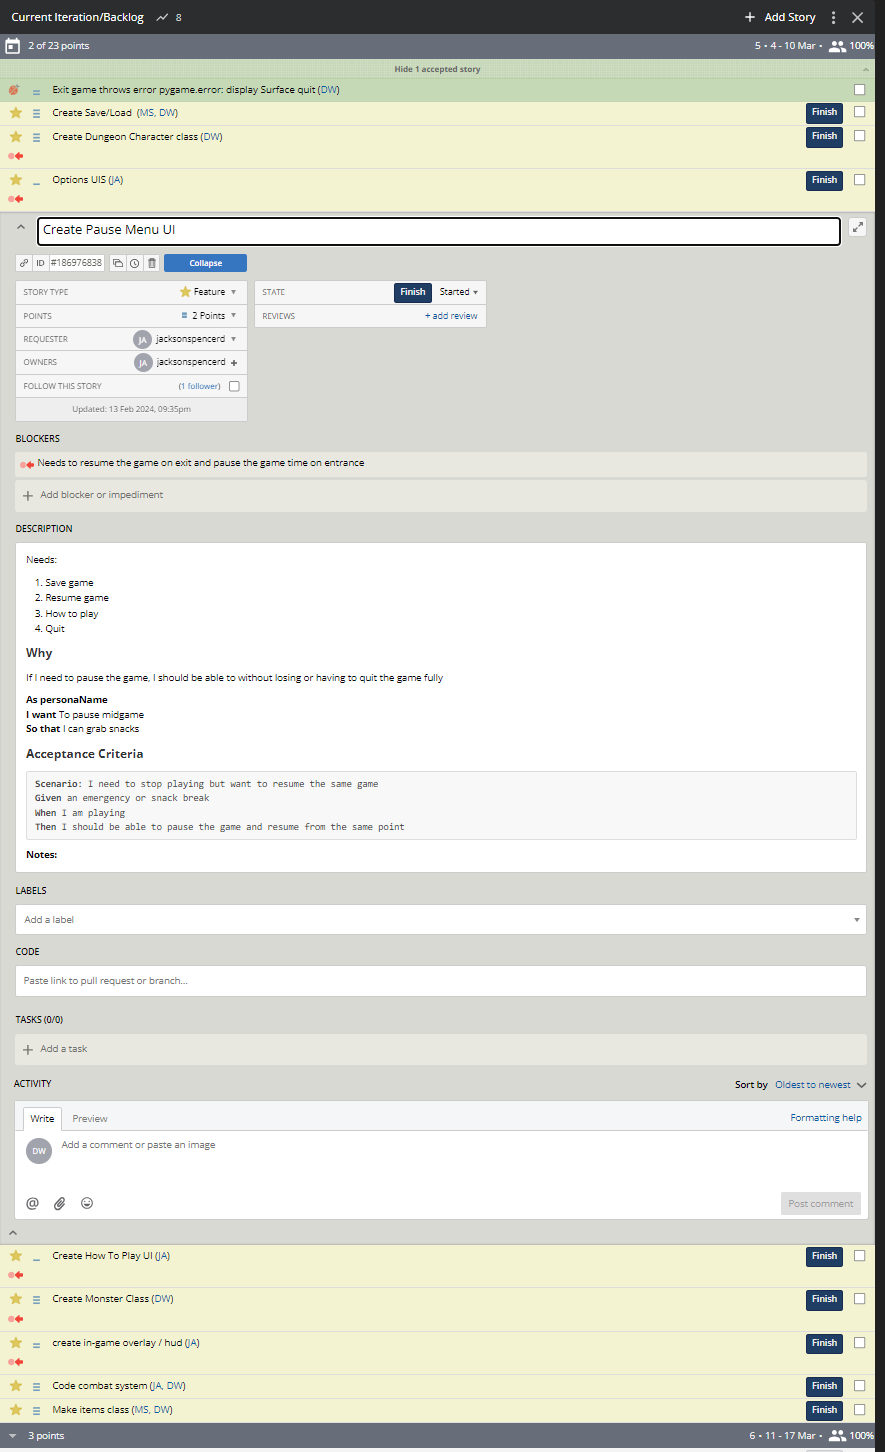 Current Iteration/Backlog 8 + Add Story
2 of 23 points 5 • 4 - 10 Mar • 100%
Hide 1 accepted story
Exit game throws error pygame.error: display Surface quit (DW)
Create Save/Load (MS, DW) Finish
Create Dungeon Character class (DW) Finish
Options UIS (JA) Finish
Create Pause Menu UI
ID #186976838 Collapse
STORY TYPE Feature STATE Finish Started
POINTS 2 Points REVIEWS + add review
REQUESTER JA jacksonspencerd
OWNERS JA jacksonspencerd +
FOLLOW THIS STORY (1 follower)
Updated: 13 Feb 2024, 09:35pm
BLOCKERS
Needs to resume the game on exit and pause the game time on entrance
+ Add blocker or impediment
DESCRIPTION
Needs:
1. Save game
2. Resume game
3. How to play
4. Quit
Why
If I need to pause the game, I should be able to without losing or having to quit the game fully
As personaName
I want To pause midgame
So that I can grab snacks
Acceptance Criteria
Scenario: I need to stop playing but want to resume the same game
Given an emergency or snack break
When I am playing
Then I should be able to pause the game and resume from the same point
Notes:
LABELS
Add a label
CODE
Paste link to pull request or branch...
TASKS (0/0)
+ Add a task
ACTIVITY Sort by Oldest to newest
Write Preview Formatting help
DW Add a comment or paste an image
@ Post comment
Create How To Play UI (JA) Finish
Create Monster Class (DW) Finish
create in-game overlay / hud (JA) Finish
Code combat system (JA, DW) Finish
Make items class (MS, DW) Finish
3 points 6 • 11 - 17 Mar • 100%